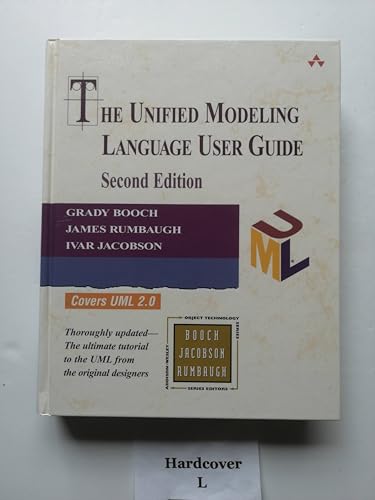 THE UNIFIED MODELING
LANGUAGE USER GUIDE
Second Edition
GRADY BOOCH
JAMES RUMBAUGH
IVAR JACOBSON
UML
Covers UML 2.0
Thoroughly updated—
The ultimate tutorial
to the UML from
the original designers
OBJECT TECHNOLOGY
SERIES
ADDISON-WESLEY
BOOCH
JACOBSON
RUMBAUGH
SERIES EDITORS
Hardcover
L